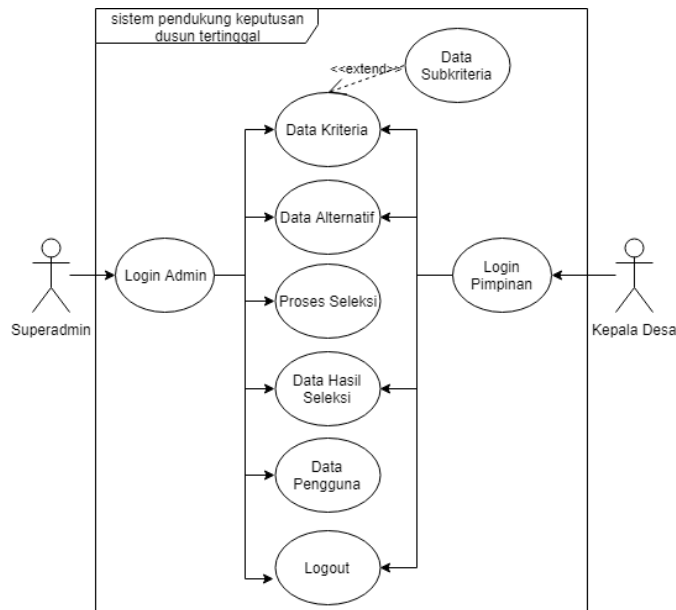 sistem pendukung keputusan
dusun tertinggal
Data
Subkriteria
<<extend>>
Data Kriteria
Data Alternatif
Login Admin
Login
Pimpinan
Proses Seleksi
Superadmin
Kepala Desa
Data Hasil
Seleksi
Data
Pengguna
Logout